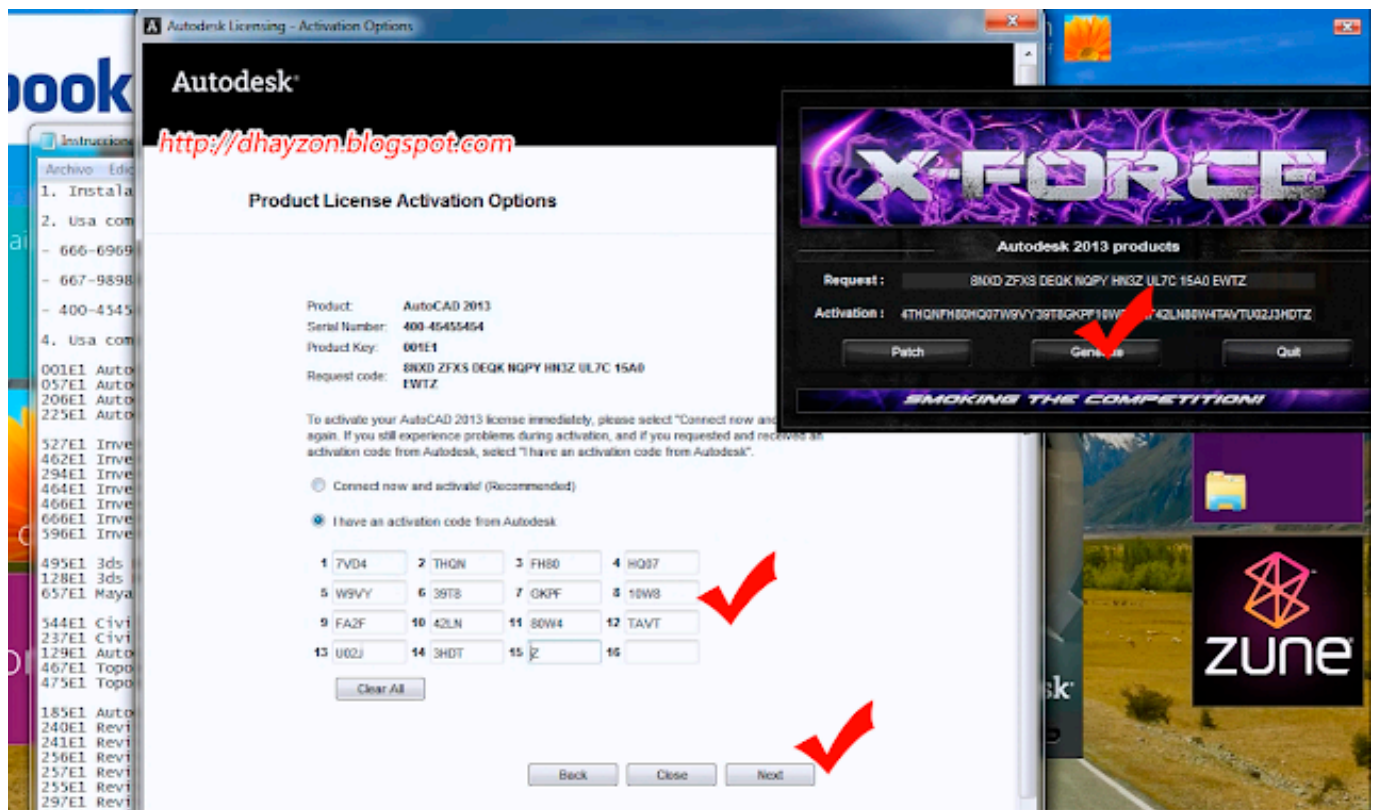 Autodesk Licensing - Activation Options
Autodesk
http://dhayzon.blogspot.com
Product License Activation Options
Product: AutoCAD 2013
Serial Number: 400-45455454
Product Key: 001E1
Request code: 8NXD ZFXS DEQK NQPY HN3Z UL7C 15A0
EWTZ
To activate your AutoCAD 2013 license immediately, please select "Connect now and
again. If you still experience problems during activation, and if you requested and received an
activation code from Autodesk, select "I have an activation code from Autodesk".
Connect now and activate! (Recommended)
I have an activation code from Autodesk
1 7VD4 2 THQN 3 FH80 4 HQ07
5 W9VY 6 39T8 7 GKPF 8 10W8
9 FA2F 10 42LN 11 80W4 12 TAVT
13 U02J 14 3HDT 15 Z 16
Clear All
Back Close Next
X-FORCE
Autodesk 2013 products
Request : 8NXD ZFXS DEQK NQPY HN3Z UL7C 15A0 EWTZ
Activation :
Patch Quit
SMOKING THE COMPETITION!
ook
Instruccione
Archivo Edic
1. Instala
2. Usa com
- 666-6969
- 667-9898
- 400-4545
4. Usa com
001E1 Auto
057E1 Auto
206E1 Auto
225E1 Auto
527E1 Inve
462E1 Inve
294E1 Inve
464E1 Inve
466E1 Inve
666E1 Inve
596E1 Inve
495E1 3ds
128E1 3ds
657E1 Maya
544E1 Civi
237E1 Civi
129E1 Auto
467E1 Topo
475E1 Topo
185E1 Auto
240E1 Revi
241E1 Revi
256E1 Revi
257E1 Revi
255E1 Revi
297E1 Revi
zune
sk